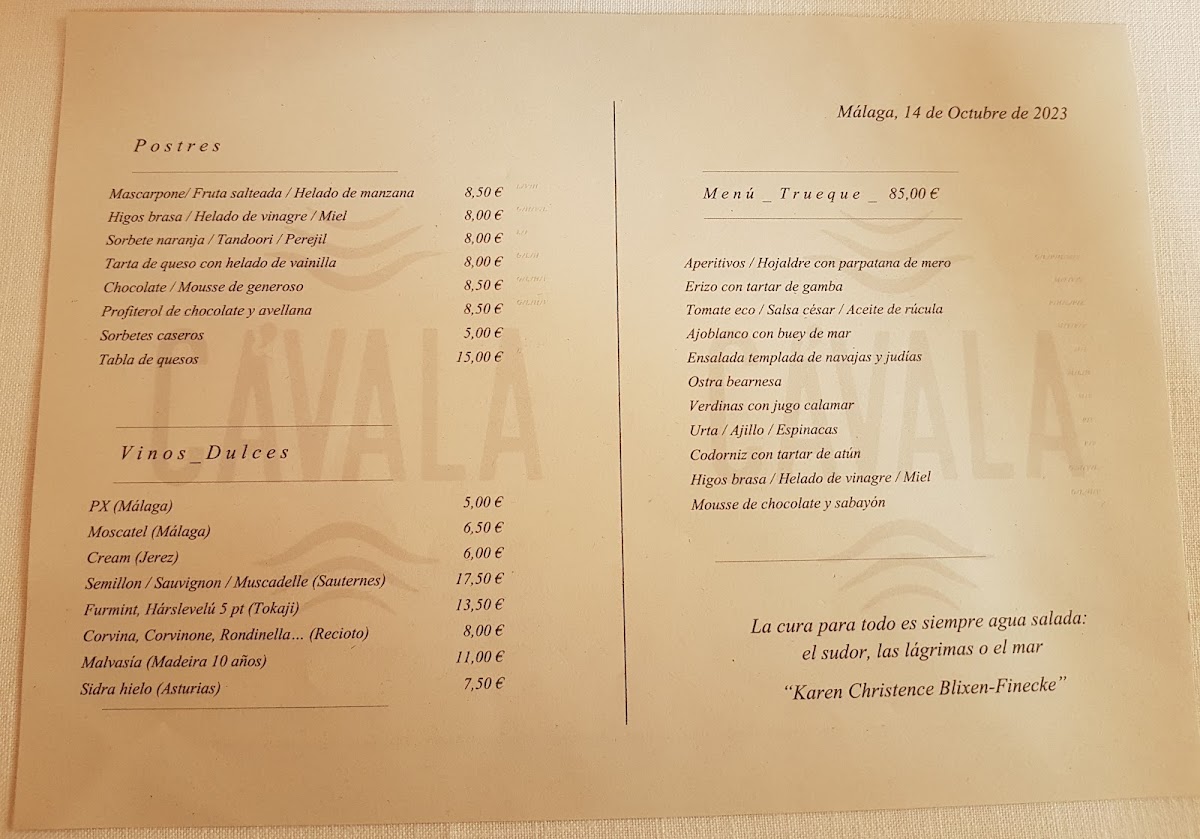 Postres
Mascarpone/ Fruta salteada / Helado de manzana 8,50 €
Higos brasa / Helado de vinagre / Miel 8,00 €
Sorbete naranja / Tandoori / Perejil 8,00 €
Tarta de queso con helado de vainilla 8,00 €
Chocolate / Mousse de generoso 8,50 €
Profiterol de chocolate y avellana 8,50 €
Sorbetes caseros 5,00 €
Tabla de quesos 15,00 €
CÁVALA
Vinos_Dulces
PX (Málaga) 5,00 €
Moscatel (Málaga) 6,50 €
Cream (Jerez) 6,00 €
Semillon / Sauvignon / Muscadelle (Sauternes) 17,50 €
Furmint, Hárslevelú 5 pt (Tokaji) 13,50 €
Corvina, Corvinone, Rondinella… (Recioto) 8,00 €
Malvasía (Madeira 10 años) 11,00 €
Sidra hielo (Asturias) 7,50 €
Málaga, 14 de Octubre de 2023
Menú _ Trueque _ 85,00 €
Aperitivos / Hojaldre con parpatana de mero
Erizo con tartar de gamba
Tomate eco / Salsa césar / Aceite de rúcula
Ajoblanco con buey de mar
Ensalada templada de navajas y judías
Ostra bearnesa
Verdinas con jugo calamar
Urta / Ajillo / Espinacas
Codorniz con tartar de atún
Higos brasa / Helado de vinagre / Miel
Mousse de chocolate y sabayón
CÁVALA
La cura para todo es siempre agua salada:
el sudor, las lágrimas o el mar
“Karen Christence Blixen-Finecke”